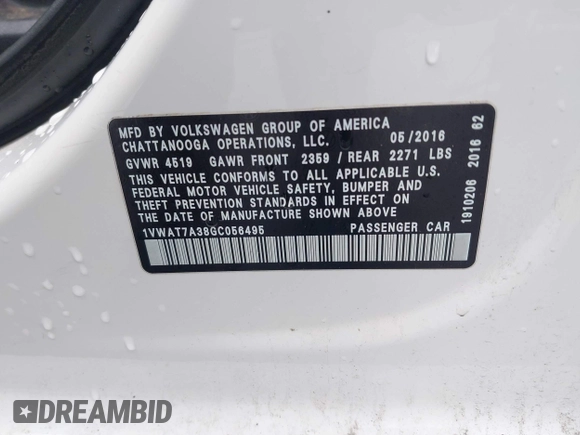 MFD BY VOLKSWAGEN GROUP OF AMERICA
CHATTANOOGA OPERATIONS, LLC. 05/2016
GVWR 4519 GAWR FRONT 2359/REAR 2271 LBS
THIS VEHICLE CONFORMS TO ALL APPLICABLE U.S.
FEDERAL MOTOR VEHICLE SAFETY, BUMPER AND
THEFT PREVENTION STANDARDS IN EFFECT ON
THE DATE OF MANUFACTURE SHOWN ABOVE
1VWAT7A38GC056495 PASSENGER CAR
1910206 2016 62
DREAMBID